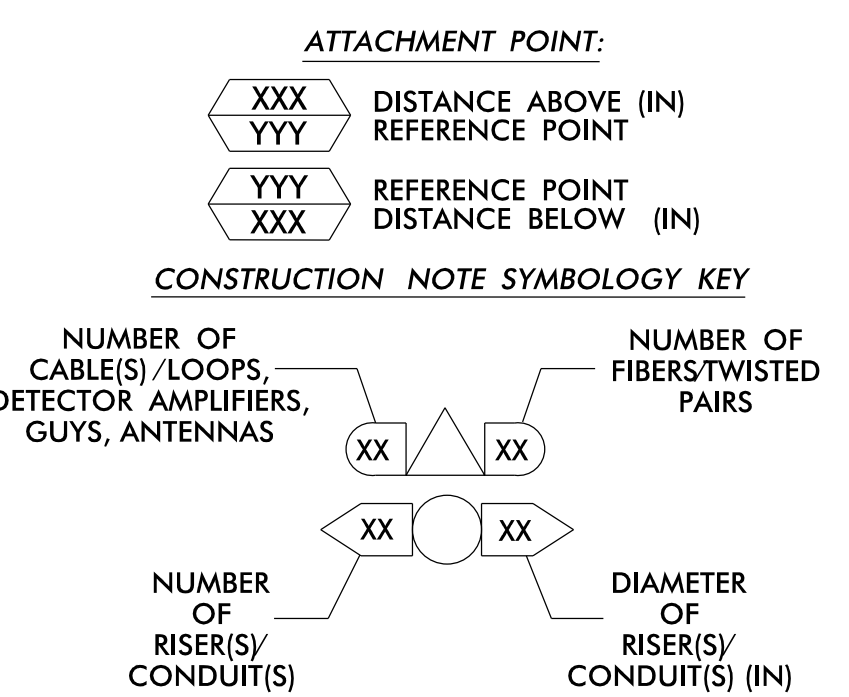 ATTACHMENT POINT:
XXX
YYY
DISTANCE ABOVE (IN)
REFERENCE POINT
YYY
XXX
REFERENCE POINT
DISTANCE BELOW (IN)
CONSTRUCTION NOTE SYMBOLOGY KEY
NUMBER OF
CABLE(S)/LOOPS,
DETECTOR AMPLIFIERS,
GUYS, ANTENNAS
NUMBER OF
FIBERS/TWISTED
PAIRS
XX
XX
XX
XX
NUMBER
OF
RISER(S)/
CONDUIT(S)
DIAMETER
OF
RISER(S)/
CONDUIT(S) (IN)